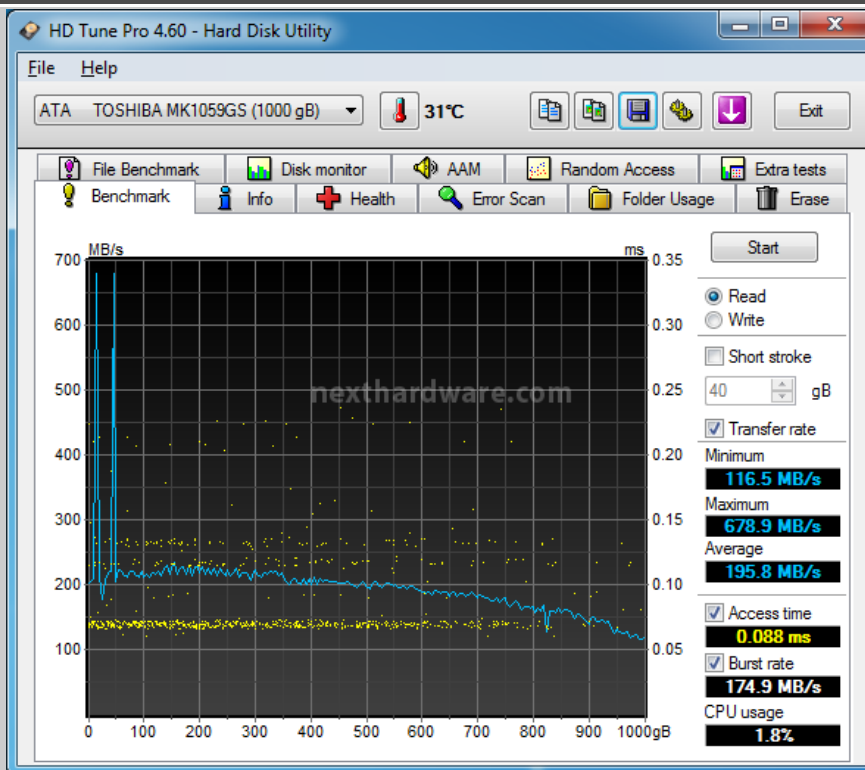 HD Tune Pro 4.60 - Hard Disk Utility
File Help
ATA TOSHIBA MK1059GS (1000 gB) 31°C Exit
File Benchmark Disk monitor AAM Random Access Extra tests
Benchmark Info Health Error Scan Folder Usage Erase
MB/s ms
700 0.35
600 0.30
500 0.25
400 0.20
300 0.15
200 0.10
100 0.05
0 100 200 300 400 500 600 700 800 900 1000gB
nexthardware.com
Start
Read
Write
Short stroke
40 gB
Transfer rate
Minimum
116.5 MB/s
Maximum
678.9 MB/s
Average
195.8 MB/s
Access time
0.088 ms
Burst rate
174.9 MB/s
CPU usage
1.8%